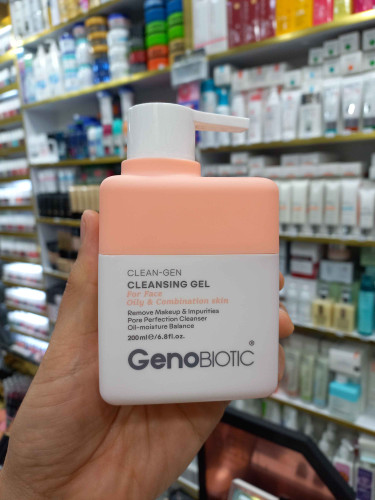 CLEAN-GEN
CLEANSING GEL
For Face
Oily & Combination skin
Remove Makeup & Impurities
Pore Perfection Cleanser
Oil-moisture Balance
200ml℮/6.8fl.oz.
GenoBIOTIC®